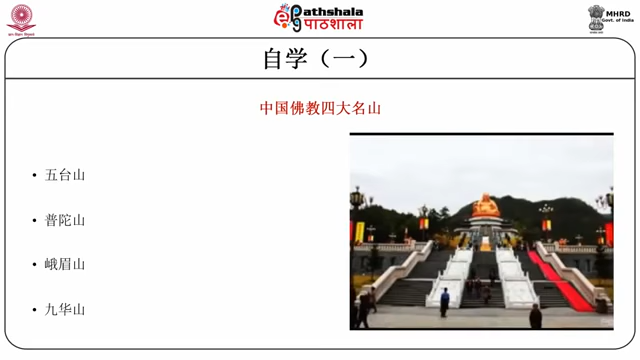 ePathshala
पाठशाला
MHRD
Govt. of India
自学（一）
中国佛教四大名山
• 五台山
• 普陀山
• 峨眉山
• 九华山